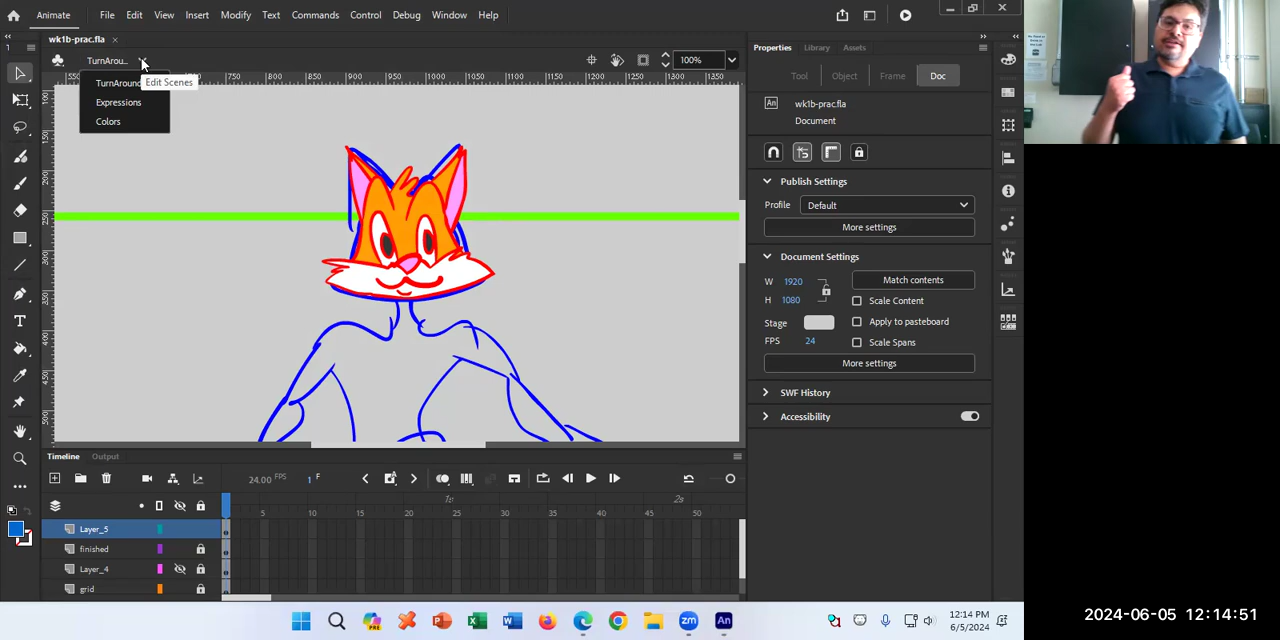 Animate File Edit View Insert Modify Text Commands Control Debug Window Help
wk1b-prac.fla
TurnArou...
100%
TurnAround
Edit Scenes
Expressions
Colors
Properties Library Assets
Tool Object Frame Doc
An wk1b-prac.fla
Document
Publish Settings
Profile Default
More settings
Document Settings
W 1920 Match contents
H 1080 Scale Content
Stage Apply to pasteboard
FPS 24 Scale Spans
More settings
SWF History
Accessibility
Timeline Output
24.00 FPS 1 F
1s 2s
5 10 15 20 25 30 35 40 45 50
Layer_5
finished
Layer_4
grid
12:14 PM
6/5/2024
2024-06-05 12:14:51